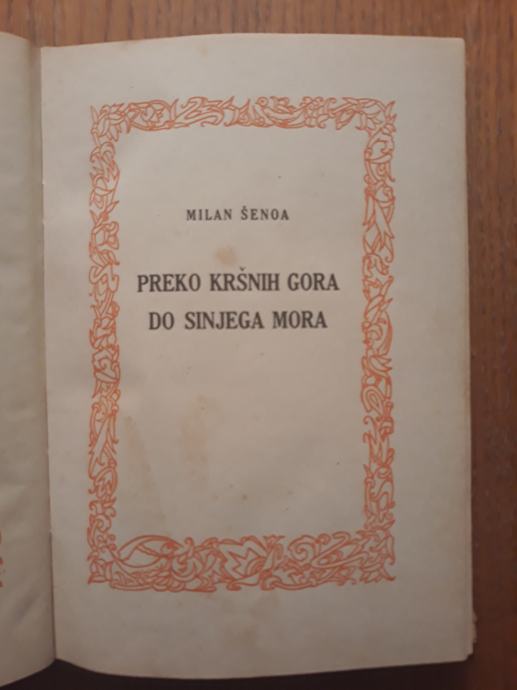 MILAN ŠENOA
PREKO KRŠNIH GORA
DO SINJEGA MORA